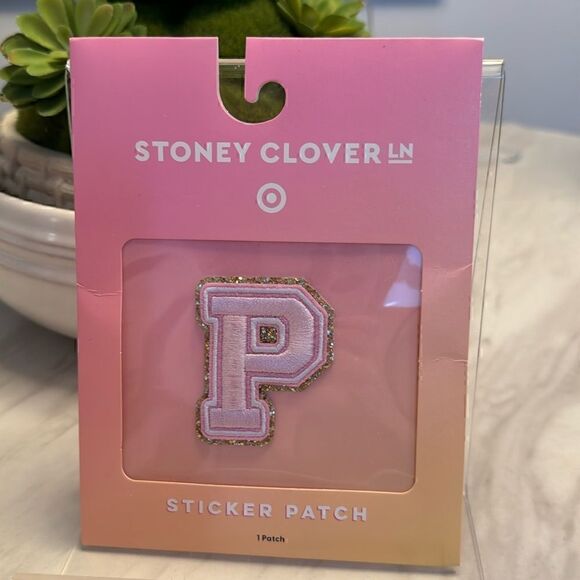 STONEY CLOVER LN
P
STICKER PATCH
1 Patch